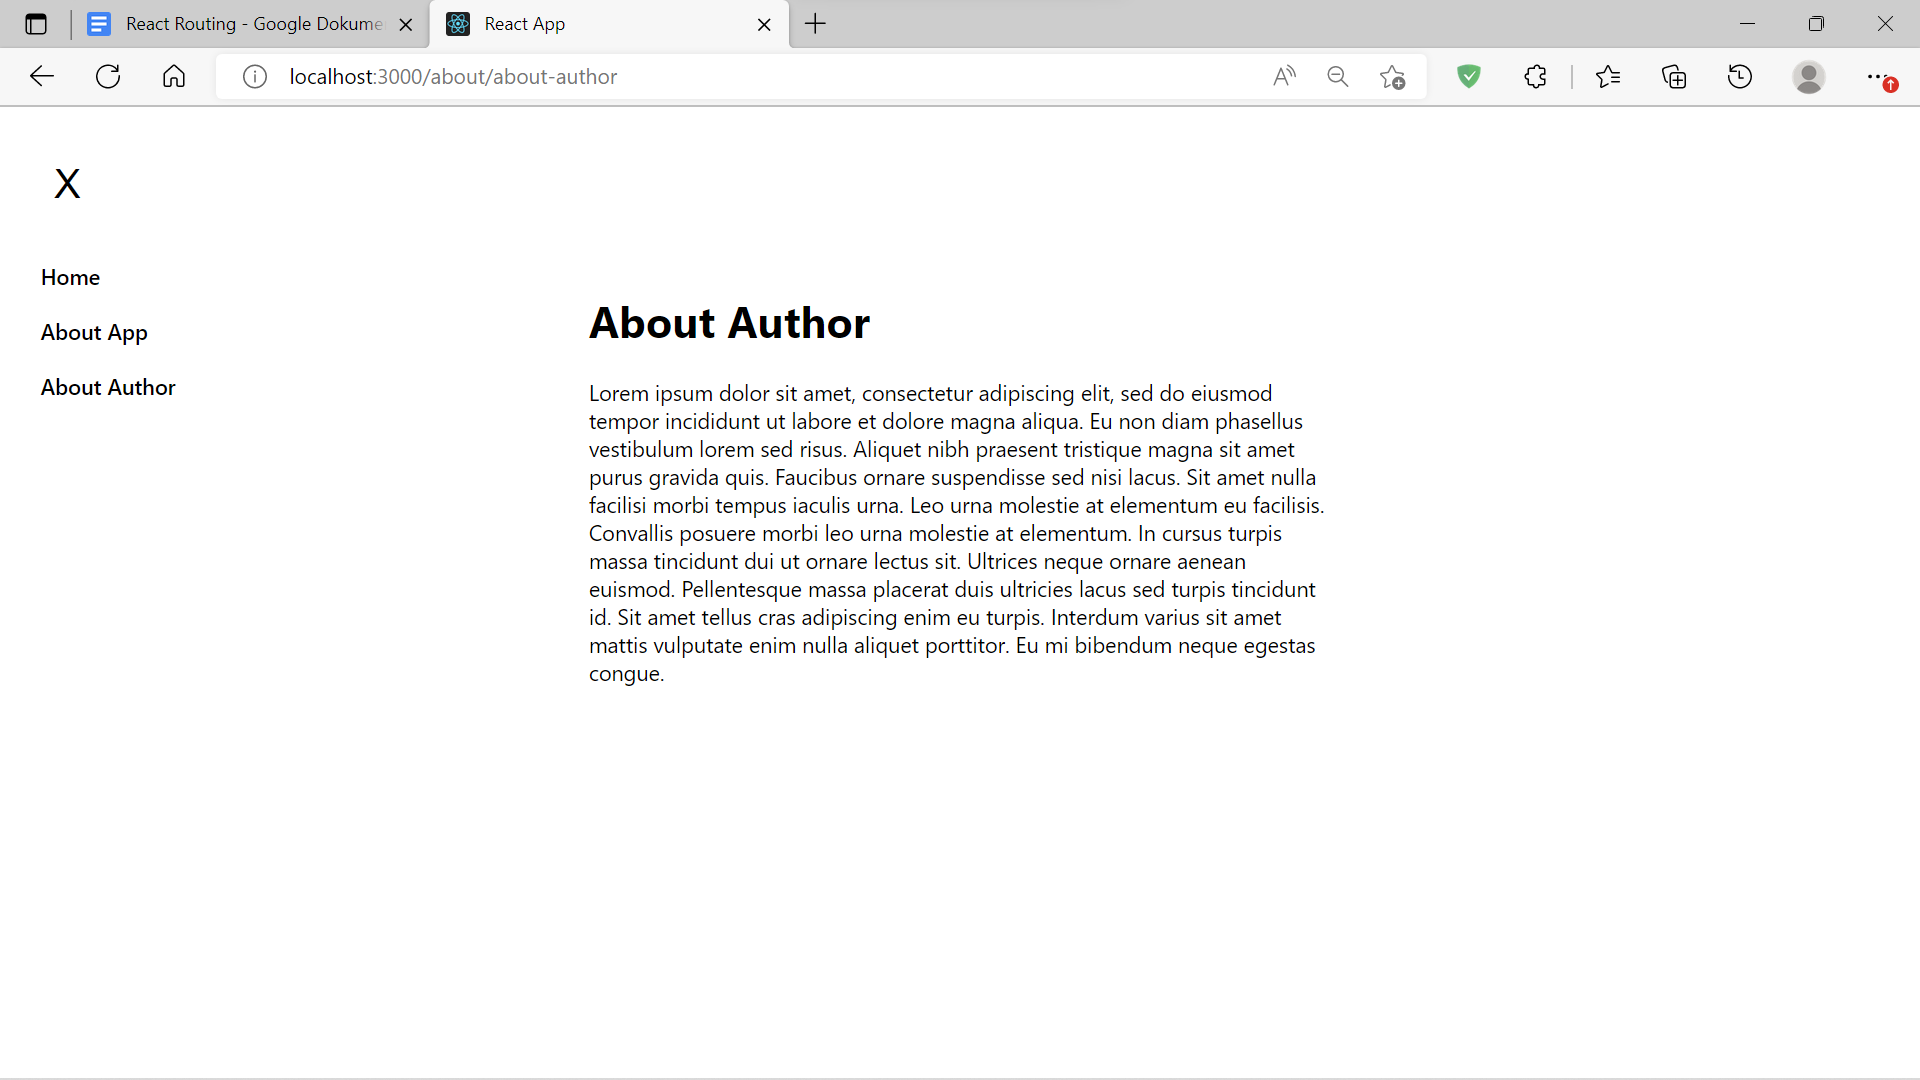 React Routing - Google Dokume
React App
localhost:3000/about/about-author
X
Home
About App
About Author
About Author
Lorem ipsum dolor sit amet, consectetur adipiscing elit, sed do eiusmod
tempor incididunt ut labore et dolore magna aliqua. Eu non diam phasellus
vestibulum lorem sed risus. Aliquet nibh praesent tristique magna sit amet
purus gravida quis. Faucibus ornare suspendisse sed nisi lacus. Sit amet nulla
facilisi morbi tempus iaculis urna. Leo urna molestie at elementum eu facilisis.
Convallis posuere morbi leo urna molestie at elementum. In cursus turpis
massa tincidunt dui ut ornare lectus sit. Ultrices neque ornare aenean
euismod. Pellentesque massa placerat duis ultricies lacus sed turpis tincidunt
id. Sit amet tellus cras adipiscing enim eu turpis. Interdum varius sit amet
mattis vulputate enim nulla aliquet porttitor. Eu mi bibendum neque egestas
congue.